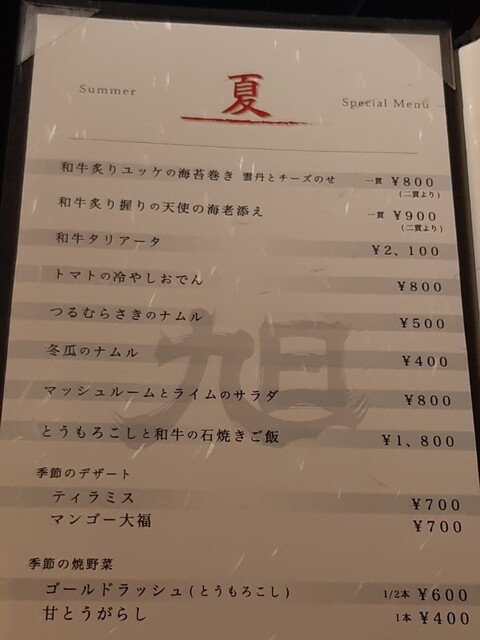 Summer
夏
Special Menu
和牛炙りユッケの海苔巻き 雲丹とチーズのせ 一貫 ¥800
(二貫より)
和牛炙り握りの天使の海老添え 一貫 ¥900
(二貫より)
和牛タリアータ ¥2、100
トマトの冷やしおでん ¥800
つるむらさきのナムル ¥500
冬瓜のナムル ¥400
マッシュルームとライムのサラダ ¥800
とうもろこしと和牛の石焼きご飯 ¥1、800
季節のデザート
ティラミス ¥700
マンゴー大福 ¥700
季節の焼野菜
ゴールドラッシュ(とうもろこし) 1/2本 ¥600
甘とうがらし 1本 ¥400
旭